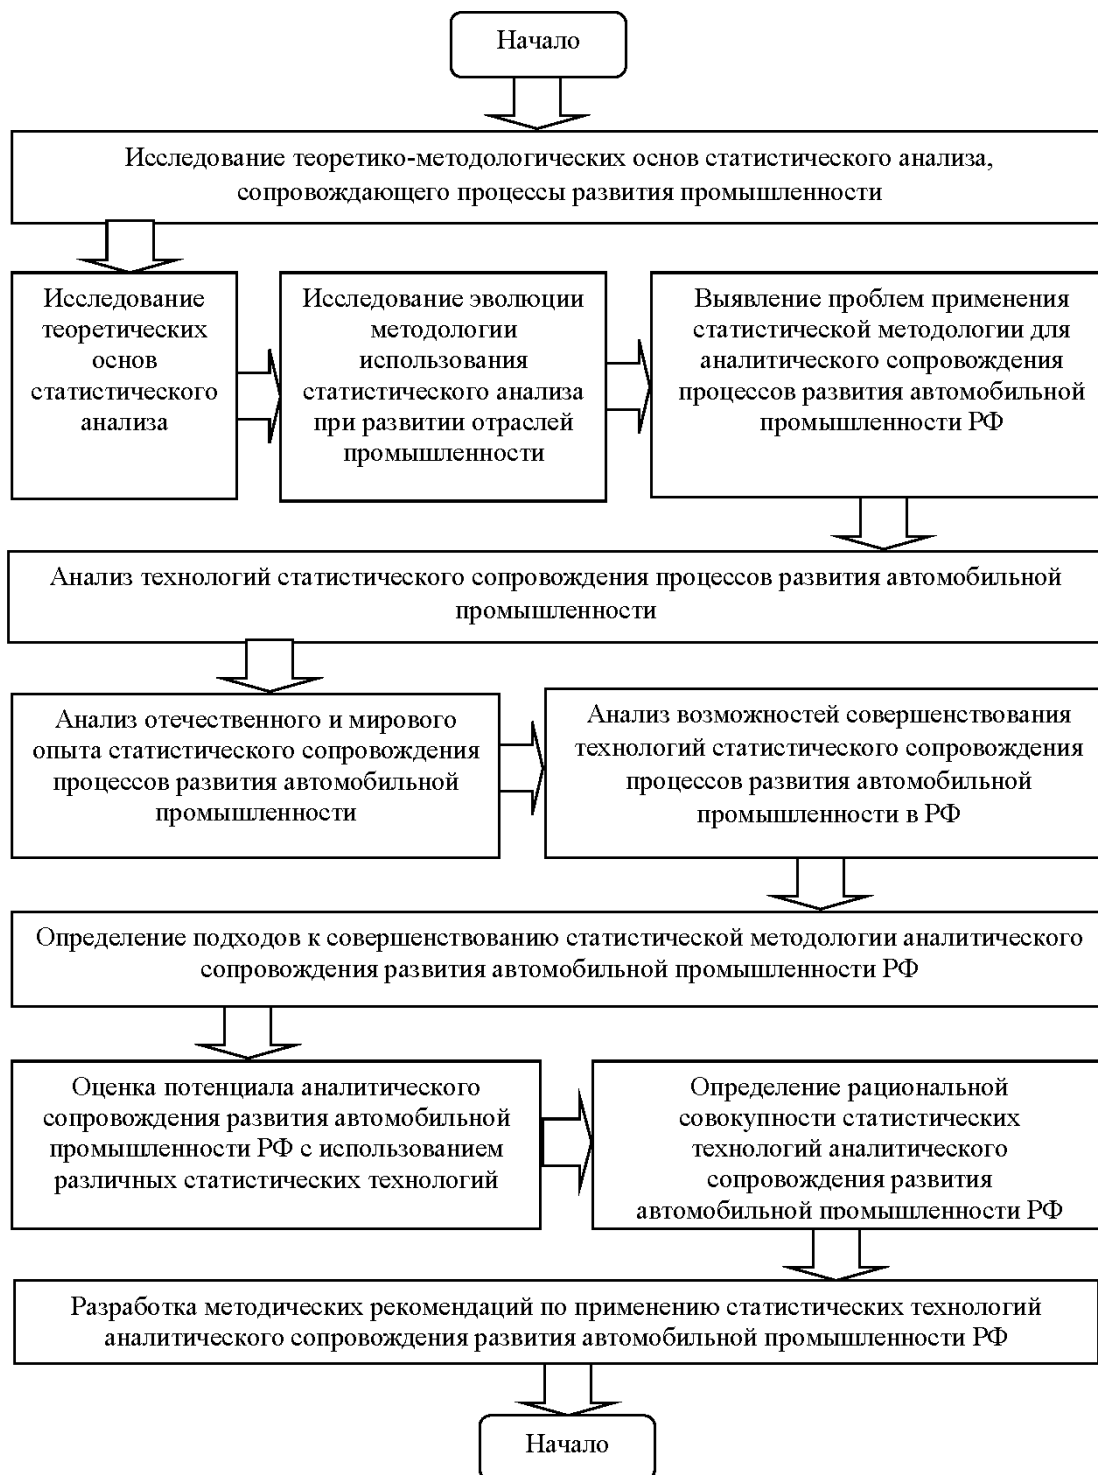 Начало
Исследование теоретико-методологических основ статистического анализа,
сопровождающего процессы развития промышленности
Исследование
теоретических
основ
статистического
анализа
Исследование эволюции
методологии
использования
статистического анализа
при развитии отраслей
промышленности
Выявление проблем применения
статистической методологии для
аналитического сопровождения
процессов развития автомобильной
промышленности РФ
Анализ технологий статистического сопровождения процессов развития автомобильной
промышленности
Анализ отечественного и мирового
опыта статистического сопровождения
процессов развития автомобильной
промышленности
Анализ возможностей совершенствования
технологий статистического сопровождения
процессов развития автомобильной
промышленности в РФ
Определение подходов к совершенствованию статистической методологии аналитического
сопровождения развития автомобильной промышленности РФ
Оценка потенциала аналитического
сопровождения развития автомобильной
промышленности РФ с использованием
различных статистических технологий
Определение рациональной
совокупности статистических
технологий аналитического
сопровождения развития
автомобильной промышленности РФ
Разработка методических рекомендаций по применению статистических технологий
аналитического сопровождения развития автомобильной промышленности РФ
Начало